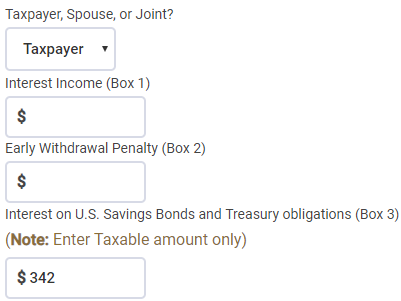 Taxpayer, Spouse, or Joint?
Taxpayer
Interest Income (Box 1)
$
Early Withdrawal Penalty (Box 2)
$
Interest on U.S. Savings Bonds and Treasury obligations (Box 3)
(Note: Enter Taxable amount only)
$ 342